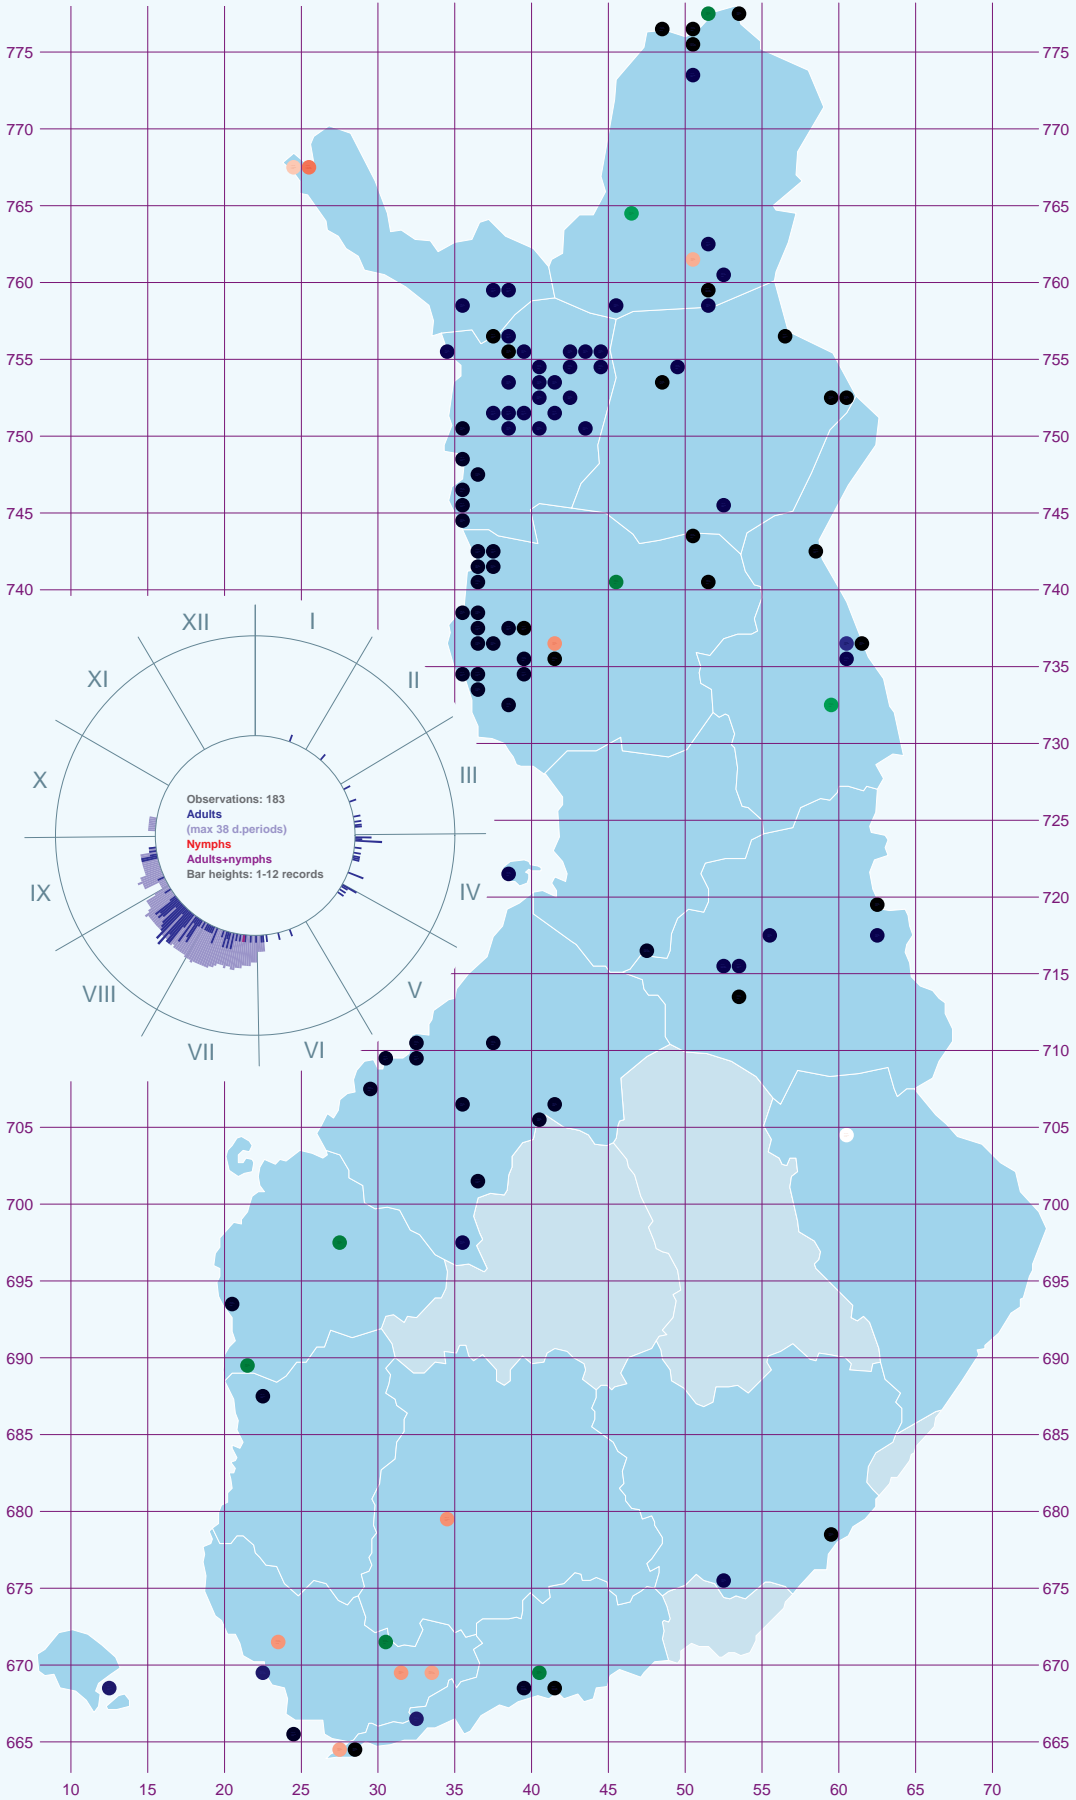 775 775
770 770
765 765
760 760
755 755
750 750
745 745
740 740
XII I
XI II
735 735
730
X III
Observations: 183
Adults
(max 38 d.periods)
Nymphs
Adults+nymphs
Bar heights: 1-12 records
725
IX IV
720
VIII V
715
VII VI
710
705 705
700 700
695 695
690 690
685 685
680 680
675 675
670 670
665 665
10 15 20 25 30 35 40 45 50 55 60 65 70